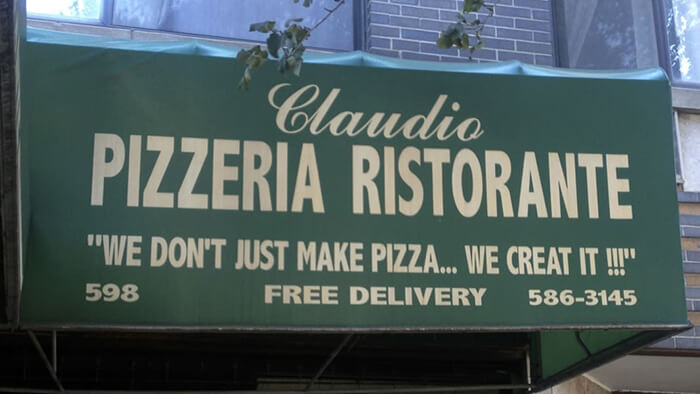 Claudio
PIZZERIA RISTORANTE
"WE DON'T JUST MAKE PIZZA... WE CREAT IT !!!"
598 FREE DELIVERY 586-3145